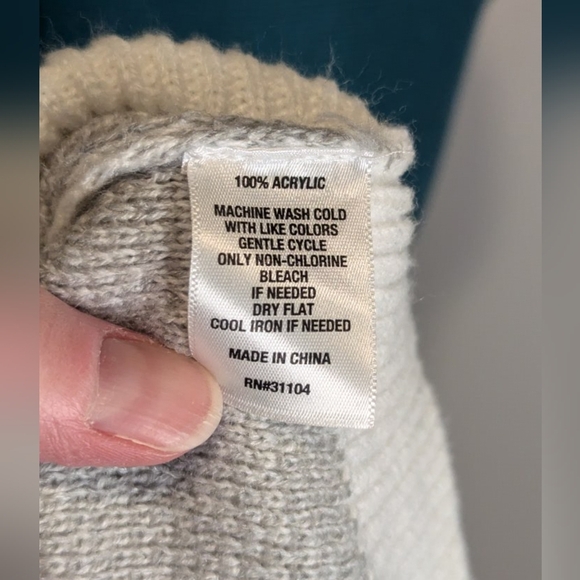 100% ACRYLIC
MACHINE WASH COLD
WITH LIKE COLORS
GENTLE CYCLE
ONLY NON-CHLORINE
BLEACH
IF NEEDED
DRY FLAT
COOL IRON IF NEEDED
MADE IN CHINA
RN#31104